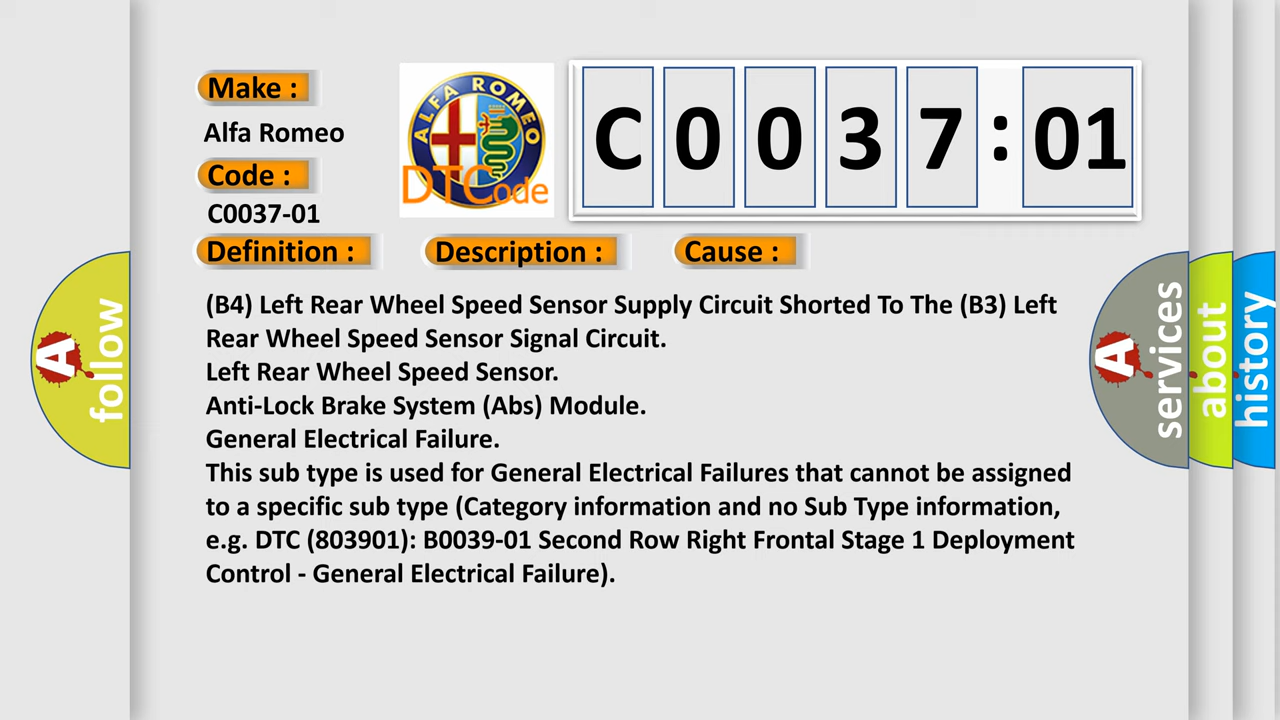 Make :
Alfa Romeo
Code :
C0037-01
ALFA ROMEO
DTCode
C0037:01
Definition :
Description :
Cause :
(B4) Left Rear Wheel Speed Sensor Supply Circuit Shorted To The (B3) Left
Rear Wheel Speed Sensor Signal Circuit.
Left Rear Wheel Speed Sensor.
Anti-Lock Brake System (Abs) Module.
General Electrical Failure.
This sub type is used for General Electrical Failures that cannot be assigned
to a specific sub type (Category information and no Sub Type information,
e.g. DTC (803901): B0039-01 Second Row Right Frontal Stage 1 Deployment
Control - General Electrical Failure).
A follow
A services
about
history